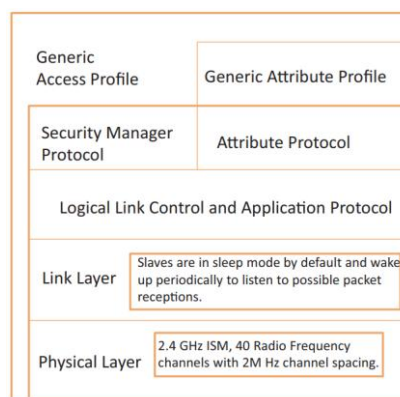 Generic
Access Profile
Generic Attribute Profile
Security Manager
Protocol
Attribute Protocol
Logical Link Control and Application Protocol
Link Layer
Slaves are in sleep mode by default and wake
up periodically to listen to possible packet
receptions.
Physical Layer
2.4 GHz ISM, 40 Radio Frequency
channels with 2M Hz channel spacing.